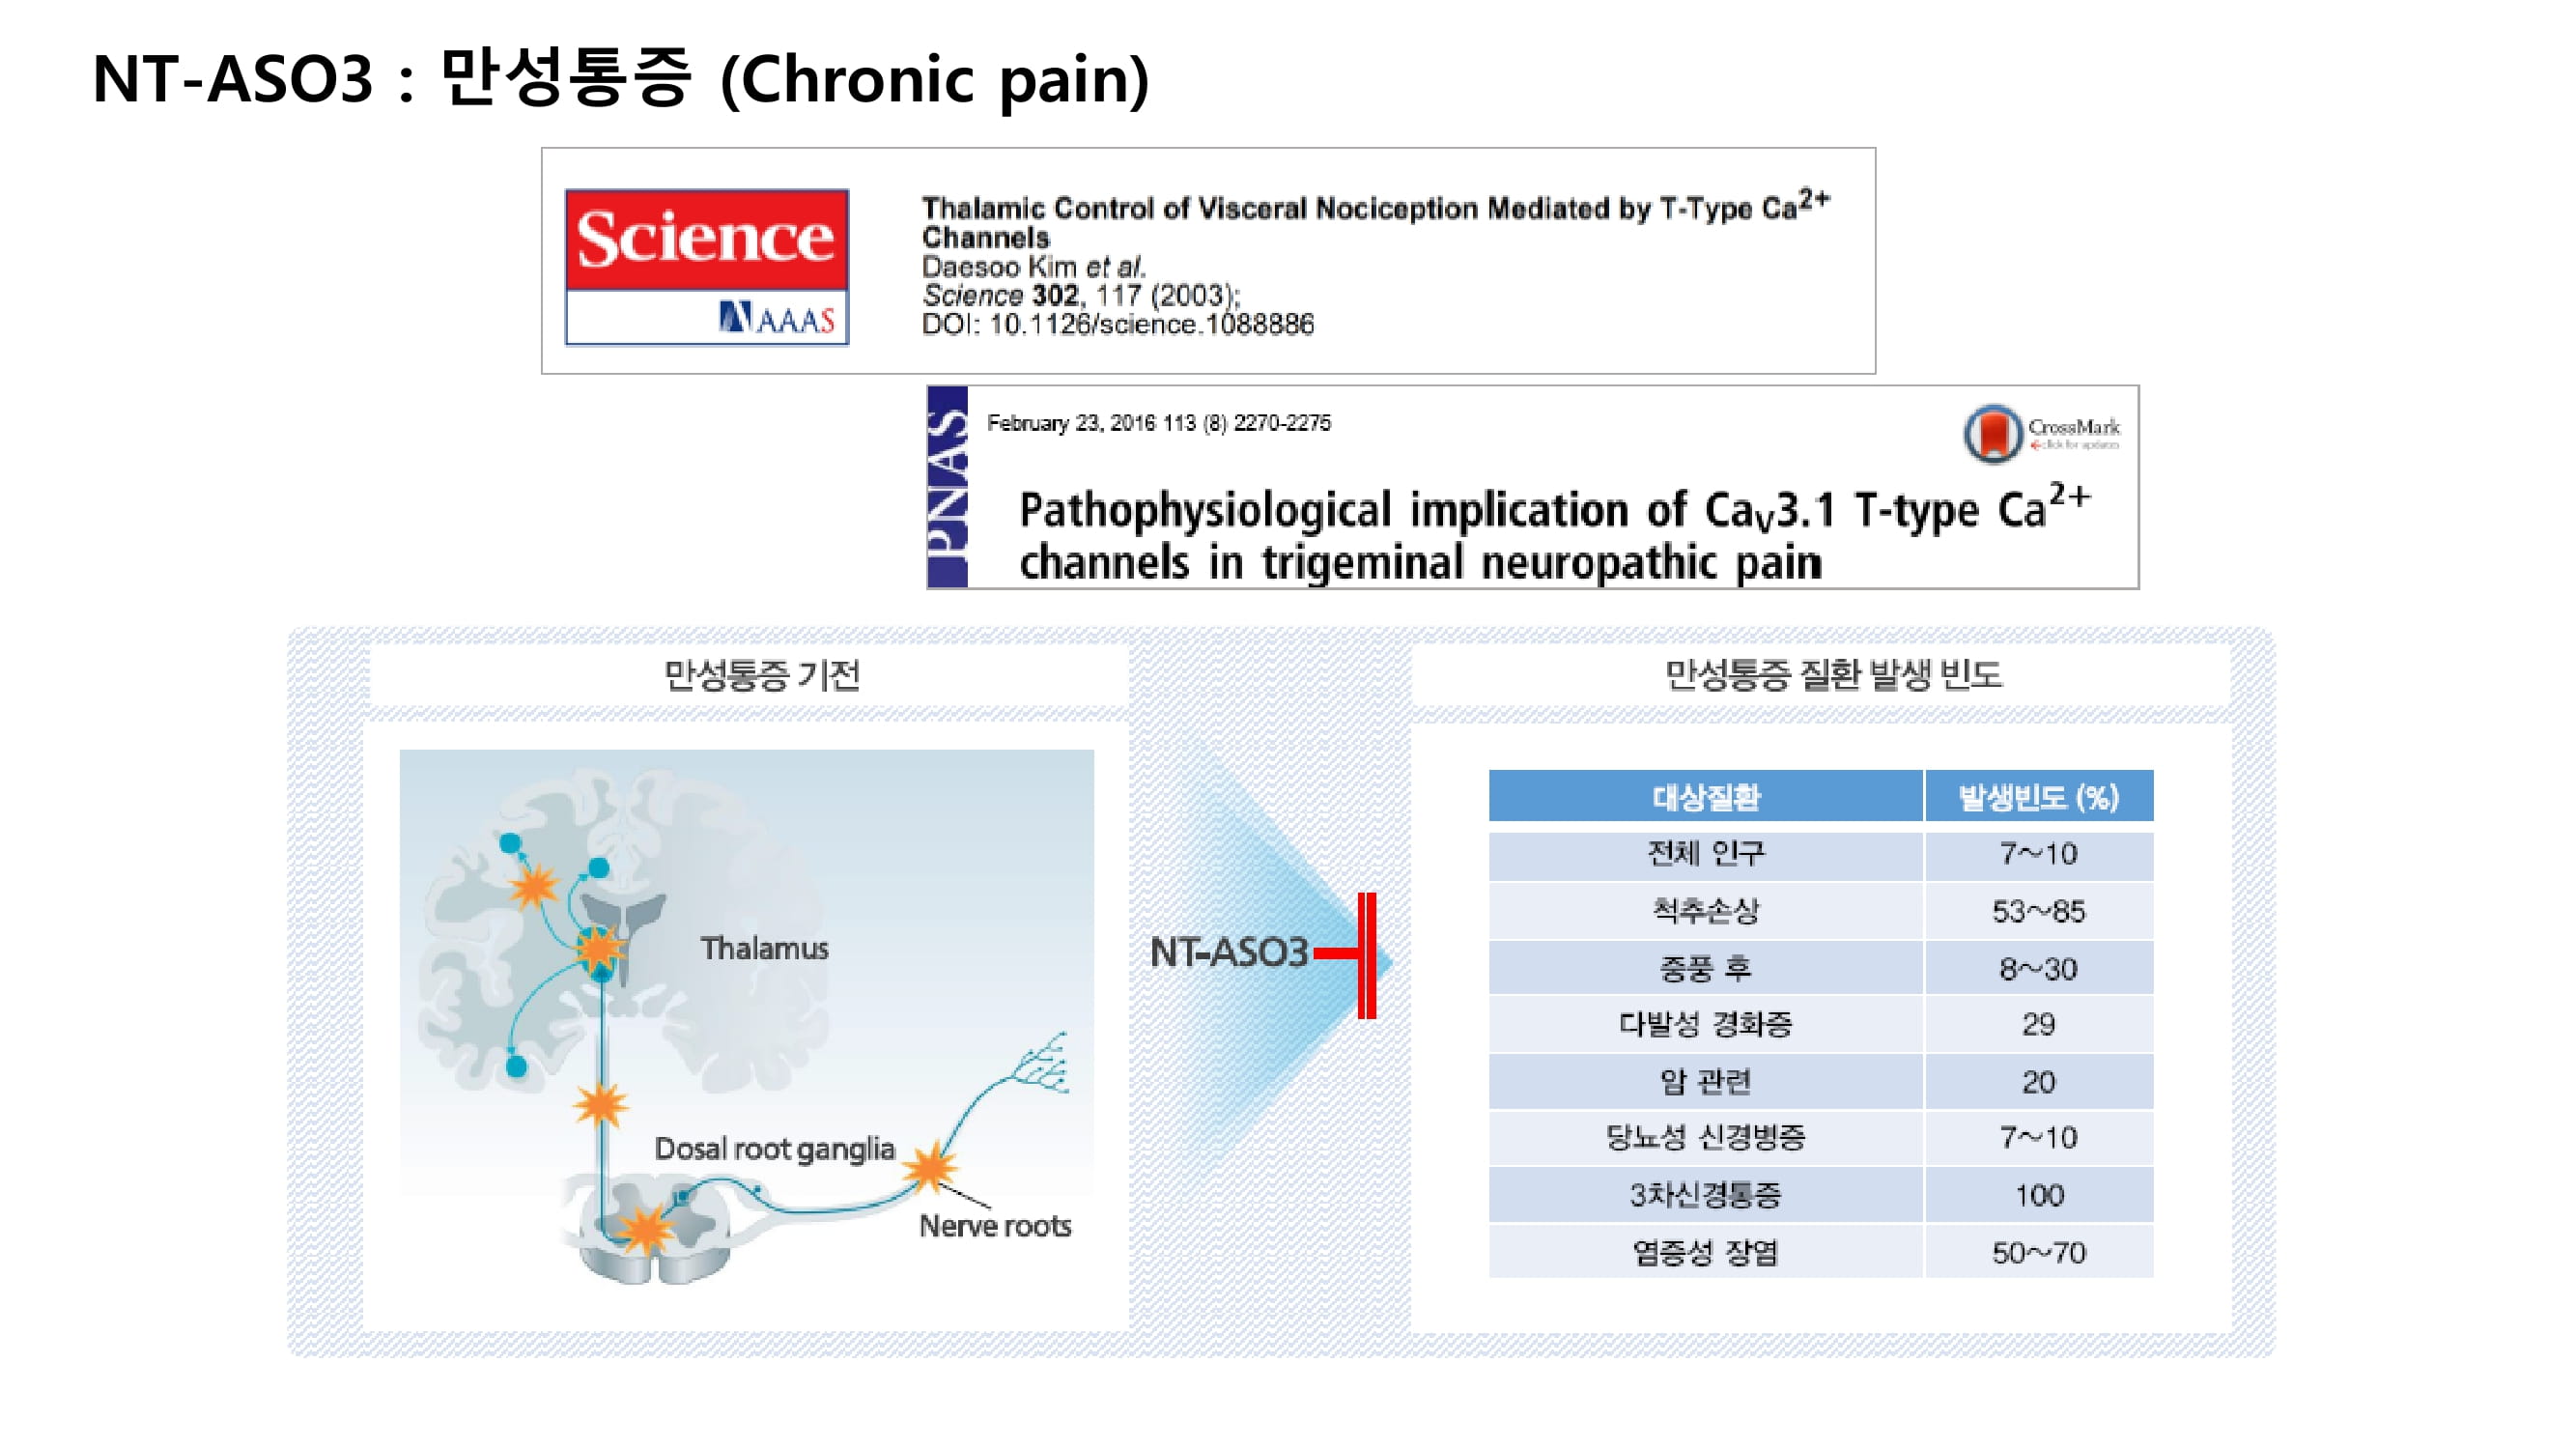 NT-ASO3 : 만성통증 (Chronic pain)
Science
AAAS
Thalamic Control of Visceral Nociception Mediated by T-Type Ca2+
Channels
Daesoo Kim et al.
Science 302, 117 (2003);
DOI: 10.1126/science.1088886
PNAS
February 23, 2016 113 (8) 2270-2275
CrossMark
click for updates
Pathophysiological implication of CaV3.1 T-type Ca2+
channels in trigeminal neuropathic pain
만성통증 기전
Thalamus
Dosal root ganglia
Nerve roots
NT-ASO3
만성통증 질환 발생 빈도
대상질환 발생빈도 (%)
전체 인구 7~10
척추손상 53~85
중풍 후 8~30
다발성 경화증 29
암 관련 20
당뇨성 신경병증 7~10
3차신경통증 100
염증성 장염 50~70